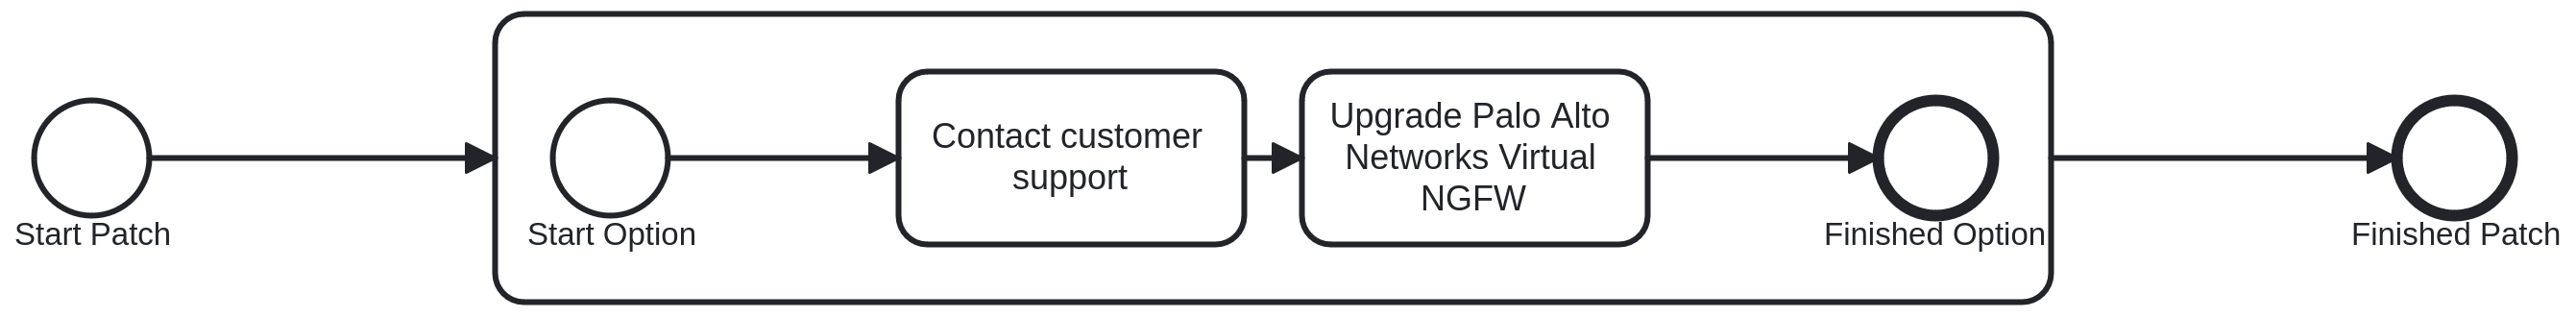 Start Patch
Start Option
Contact customer
support
Upgrade Palo Alto
Networks Virtual
NGFW
Finished Option
Finished Patch